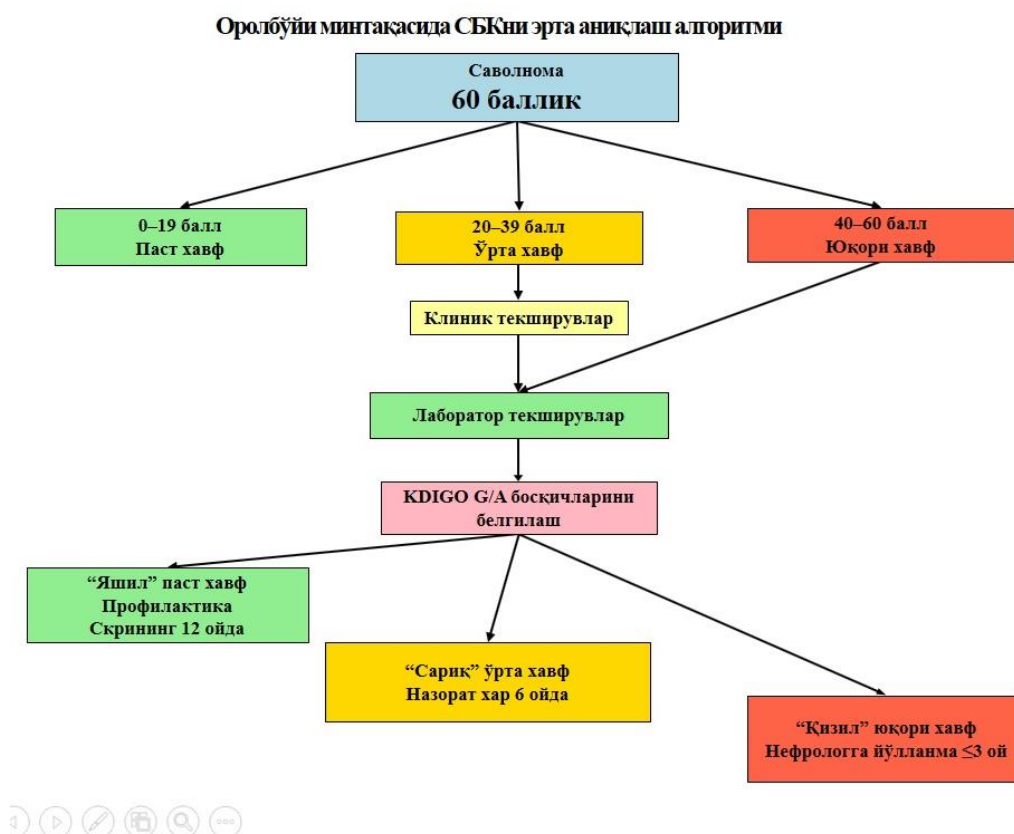 Оролбўйи минтақасида СБКни эрта аниқлаш алгоритми
Саволнома
60 баллик
0–19 балл
Паст хавф
20–39 балл
Ўрта хавф
40–60 балл
Юқори хавф
Клиник текширувлар
Лаборатор текширувлар
KDIGO G/A босқичларини
белгилаш
“Яшил” паст хавф
Профилактика
Скрининг 12 ойда
“Сариқ” ўрта хавф
Назорат хар 6 ойда
“Қизил” юқори хавф
Нефрологга йўлланма ≤3 ой